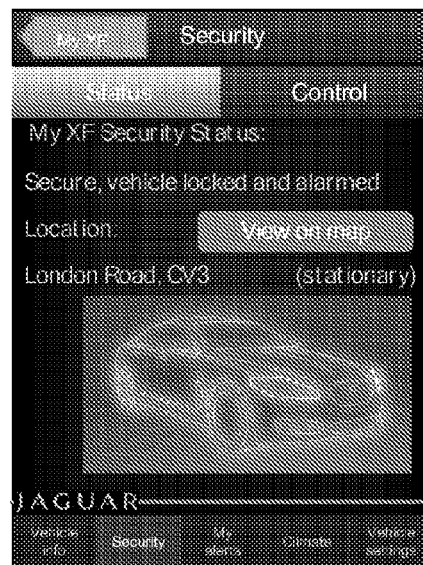 My XF Security
Status Control
My XF Security Status:
Secure, vehicle locked and alarmed
Location: View on map
London Road, CV3 (stationary)
JAGUAR
Vehicle info Security My alerts Climate Vehicle settings